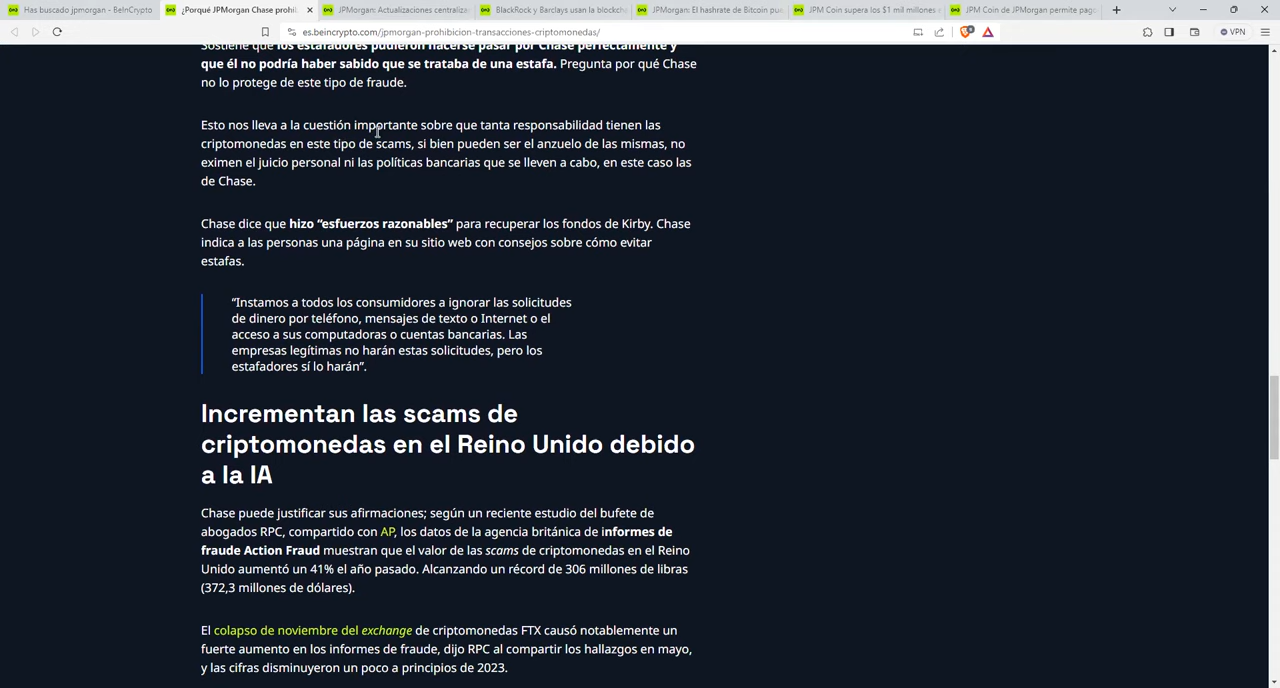 Has buscado jpmorgan - BeInCrypto
¿Porqué JPMorgan Chase prohíb
JPMorgan: Actualizaciones centraliza
BlackRock y Barclays usan la blockcha
JPMorgan: El hashrate de Bitcoin pue
JPM Coin supera los $1 mil millones
JPM Coin de JPMorgan permite pago
es.beincrypto.com/jpmorgan-prohibicion-transacciones-criptomonedas/
VPN
Sostiene que los estafadores pudieron hacerse pasar por Chase perfectamente y
que él no podría haber sabido que se trataba de una estafa. Pregunta por qué Chase
no lo protege de este tipo de fraude.
Esto nos lleva a la cuestión importante sobre que tanta responsabilidad tienen las
criptomonedas en este tipo de scams, si bien pueden ser el anzuelo de las mismas, no
eximen el juicio personal ni las políticas bancarias que se lleven a cabo, en este caso las
de Chase.
Chase dice que hizo “esfuerzos razonables” para recuperar los fondos de Kirby. Chase
indica a las personas una página en su sitio web con consejos sobre cómo evitar
estafas.
“Instamos a todos los consumidores a ignorar las solicitudes
de dinero por teléfono, mensajes de texto o Internet o el
acceso a sus computadoras o cuentas bancarias. Las
empresas legítimas no harán estas solicitudes, pero los
estafadores sí lo harán”.
Incrementan las scams de
criptomonedas en el Reino Unido debido
a la IA
Chase puede justificar sus afirmaciones; según un reciente estudio del bufete de
abogados RPC, compartido con AP, los datos de la agencia británica de informes de
fraude Action Fraud muestran que el valor de las scams de criptomonedas en el Reino
Unido aumentó un 41% el año pasado. Alcanzando un récord de 306 millones de libras
(372,3 millones de dólares).
El colapso de noviembre del exchange de criptomonedas FTX causó notablemente un
fuerte aumento en los informes de fraude, dijo RPC al compartir los hallazgos en mayo,
y las cifras disminuyeron un poco a principios de 2023.